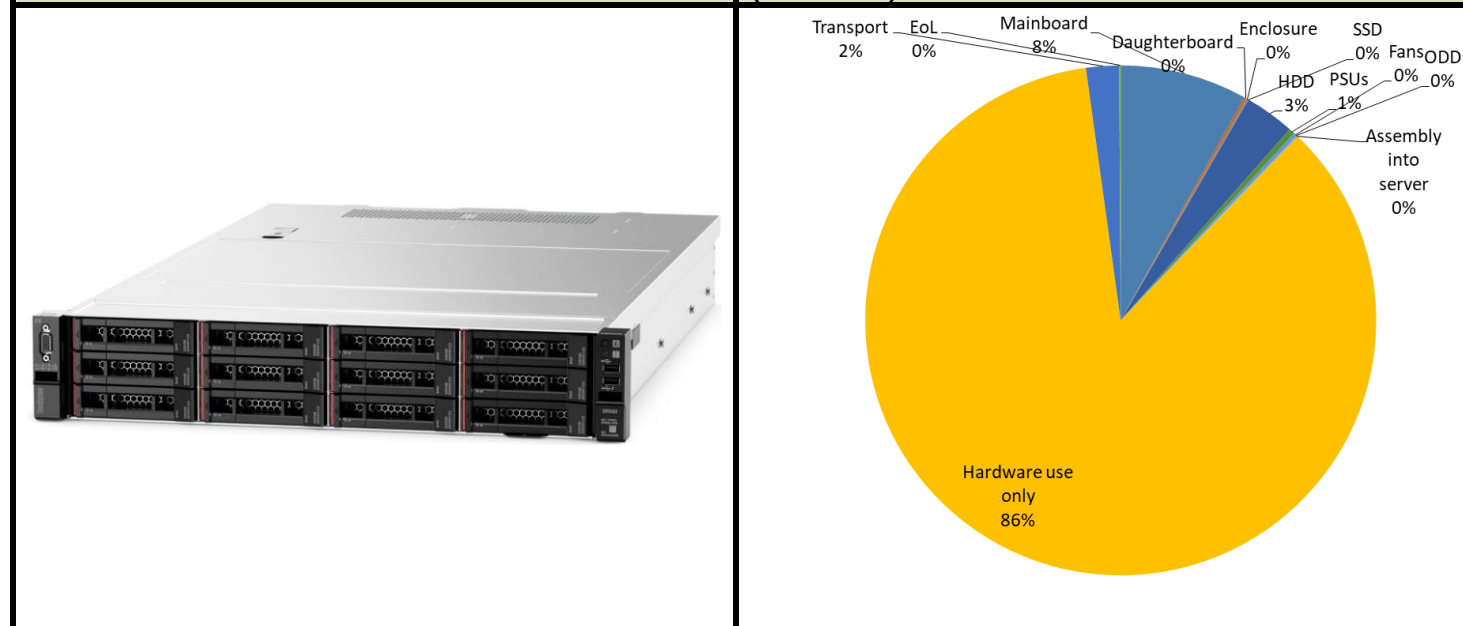 Transport
2%
EoL
0%
Mainboard
8%
Daughterboard
0%
Enclosure
0%
SSD
0%
HDD
3%
PSUs
1%
Fans
0%
ODD
0%
Assembly
into
server
0%
Hardware use
only
86%